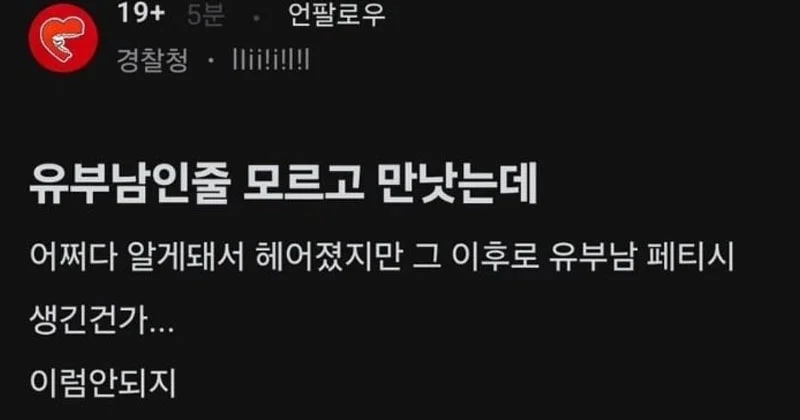 19+ 5분 · 언팔로우
경찰청 · llii!i!l!l
유부남인줄 모르고 만낫는데
어쩌다 알게돼서 헤어졌지만 그 이후로 유부남 페티시
생긴건가...
이럼안되지